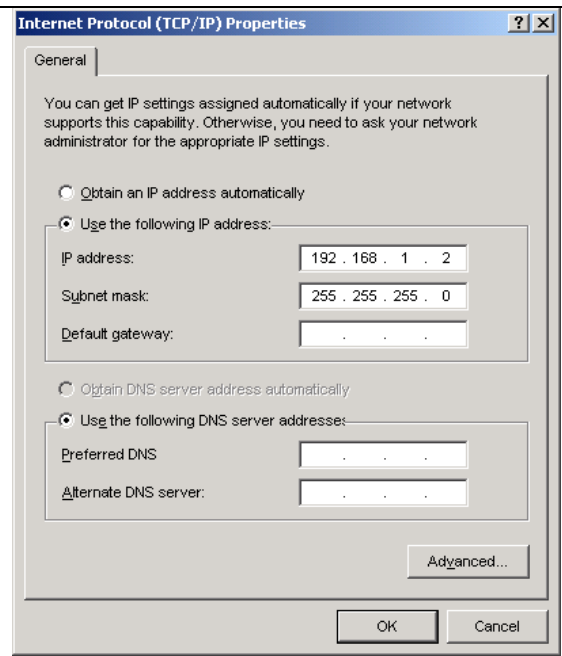 Internet Protocol (TCP/IP) Properties
General
You can get IP settings assigned automatically if your network
supports this capability. Otherwise, you need to ask your network
administrator for the appropriate IP settings.
Obtain an IP address automatically
Use the following IP address:
IP address: 192 . 168 . 1 . 2
Subnet mask: 255 . 255 . 255 . 0
Default gateway: . . .
Obtain DNS server address automatically
Use the following DNS server addresses
Preferred DNS . . .
Alternate DNS server: . . .
Advanced...
OK Cancel